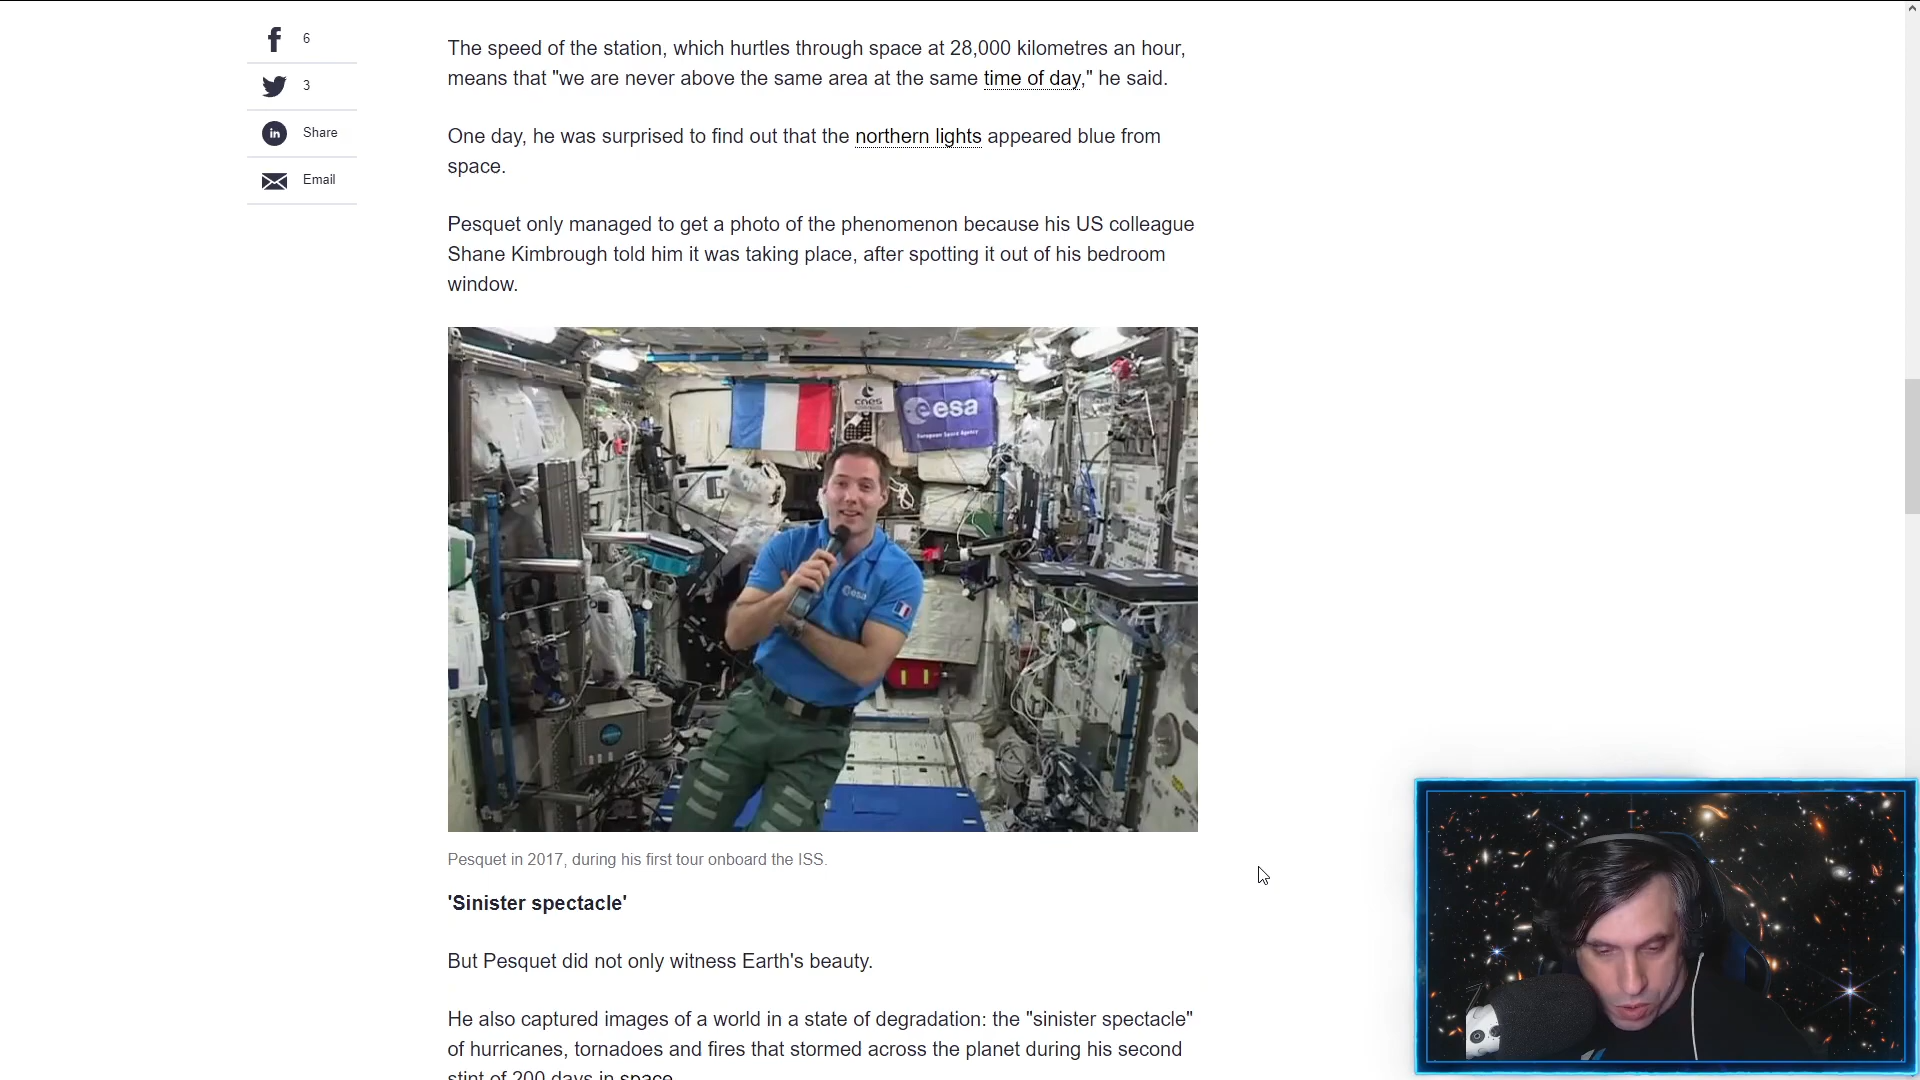 6
3
Share
Email
The speed of the station, which hurtles through space at 28,000 kilometres an hour,
means that "we are never above the same area at the same time of day," he said.
One day, he was surprised to find out that the northern lights appeared blue from
space.
Pesquet only managed to get a photo of the phenomenon because his US colleague
Shane Kimbrough told him it was taking place, after spotting it out of his bedroom
window.
cnes
esa
European Space Agency
esa
Pesquet in 2017, during his first tour onboard the ISS.
'Sinister spectacle'
But Pesquet did not only witness Earth's beauty.
He also captured images of a world in a state of degradation: the "sinister spectacle"
of hurricanes, tornadoes and fires that stormed across the planet during his second
stint of 200 days in space.